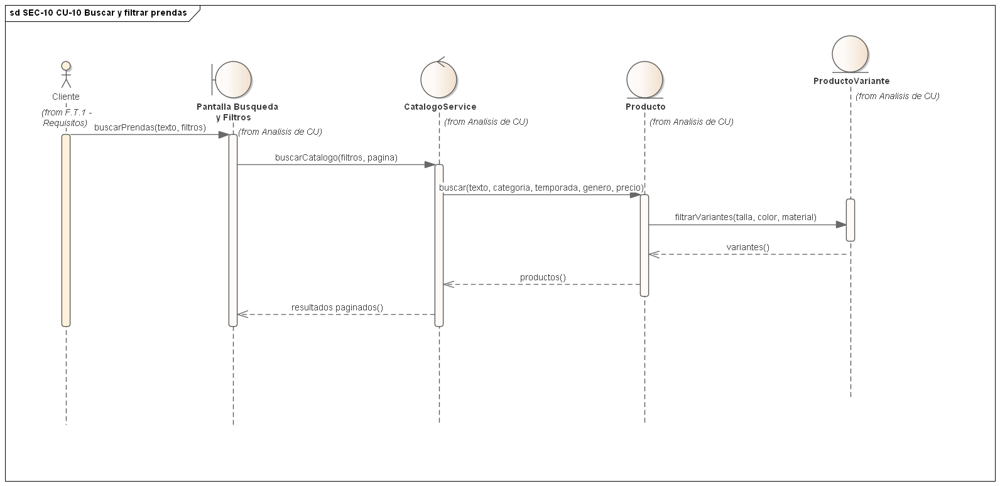 sd SEC-10 CU-10 Buscar y filtrar prendas
Cliente
(from F.T.1 -
Requisitos)
Pantalla Busqueda
y Filtros
(from Analisis de CU)
CatalogoService
(from Analisis de CU)
Producto
(from Analisis de CU)
ProductoVariante
(from Analisis de CU)
buscarPrendas(texto, filtros)
buscarCatalogo(filtros, pagina)
buscar(texto, categoria, temporada, genero, precio)
filtrarVariantes(talla, color, material)
variantes()
productos()
resultados paginados()